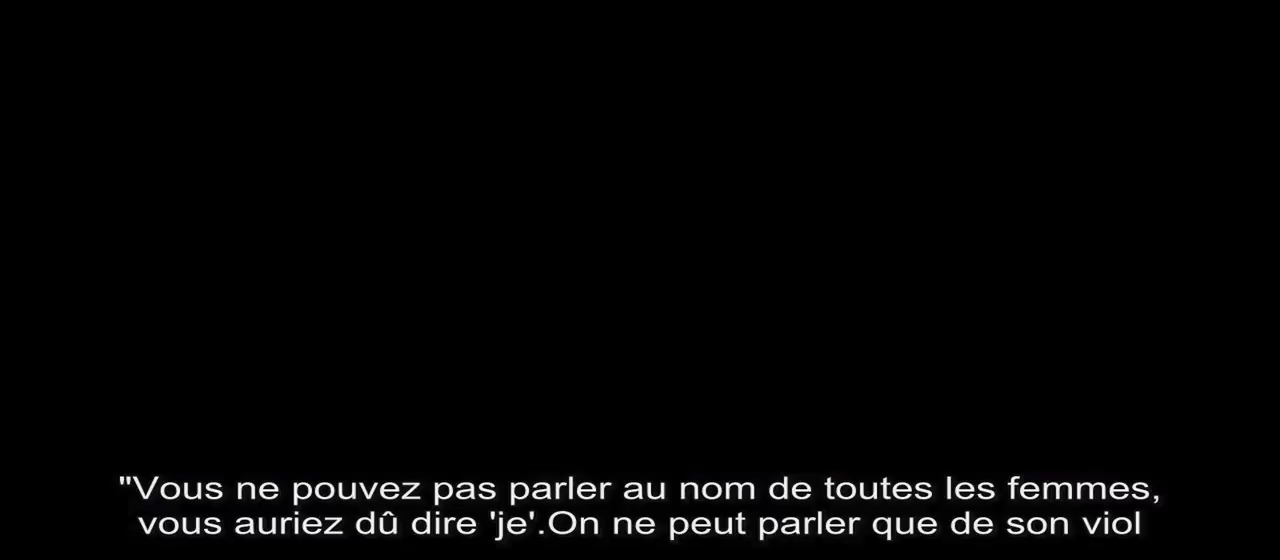 "Vous ne pouvez pas parler au nom de toutes les femmes,
vous auriez dû dire 'je'.On ne peut parler que de son viol